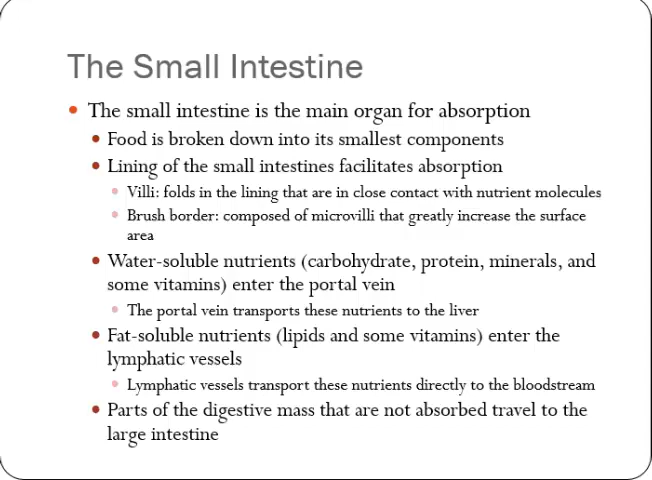 The Small Intestine
The small intestine is the main organ for absorption
Food is broken down into its smallest components
Lining of the small intestines facilitates absorption
Villi: folds in the lining that are in close contact with nutrient molecules
Brush border: composed of microvilli that greatly increase the surface
area
Water-soluble nutrients (carbohydrate, protein, minerals, and
some vitamins) enter the portal vein
The portal vein transports these nutrients to the liver
Fat-soluble nutrients (lipids and some vitamins) enter the
lymphatic vessels
Lymphatic vessels transport these nutrients directly to the bloodstream
Parts of the digestive mass that are not absorbed travel to the
large intestine